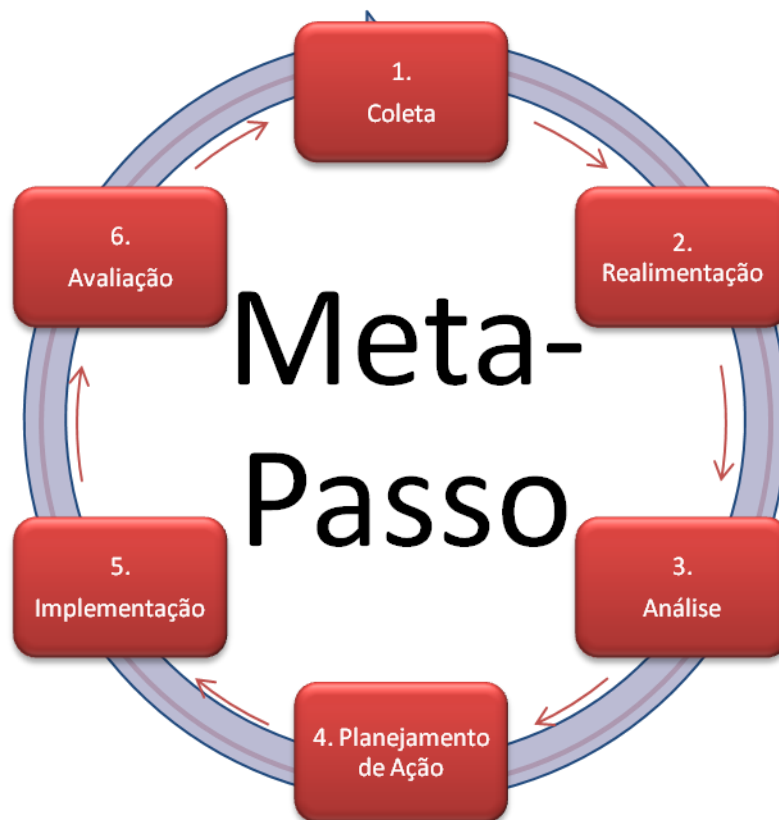 1.
Coleta
2.
Realimentação
3.
Análise
4. Planejamento
de Ação
5.
Implementação
6.
Avaliação
Meta-
Passo